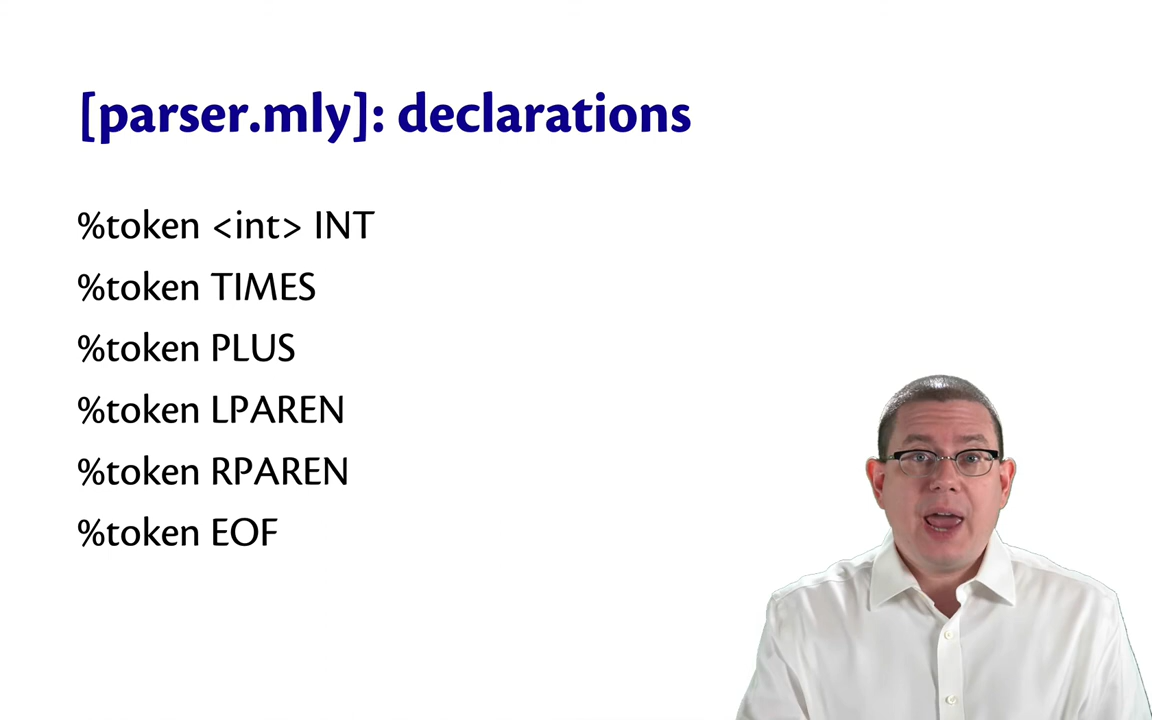 [parser.mly]: declarations
%token <int> INT
%token TIMES
%token PLUS
%token LPAREN
%token RPAREN
%token EOF